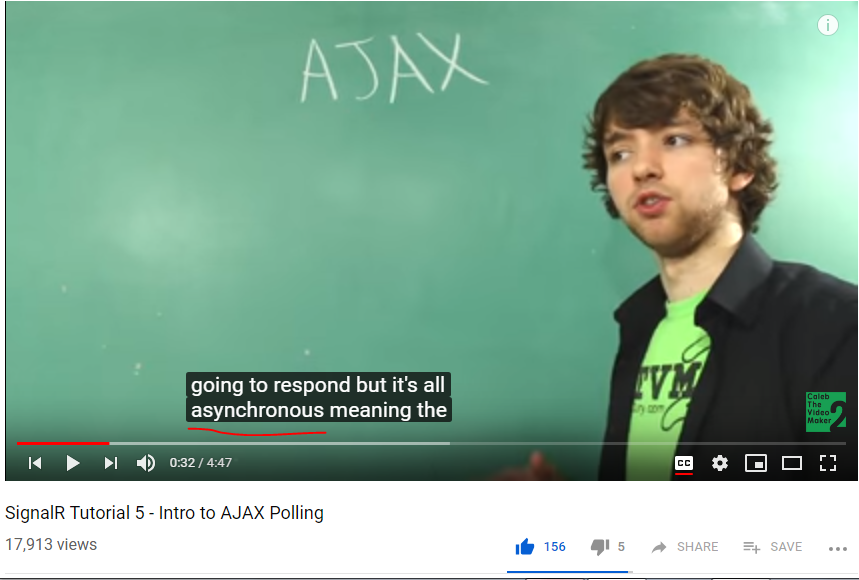 AJAX
i
TVM
going to respond but it's all
asynchronous meaning the
Caleb
The
Video
Maker
2
0:32 / 4:47
CC
SignalR Tutorial 5 - Intro to AJAX Polling
17,913 views
156
5
SHARE
SAVE